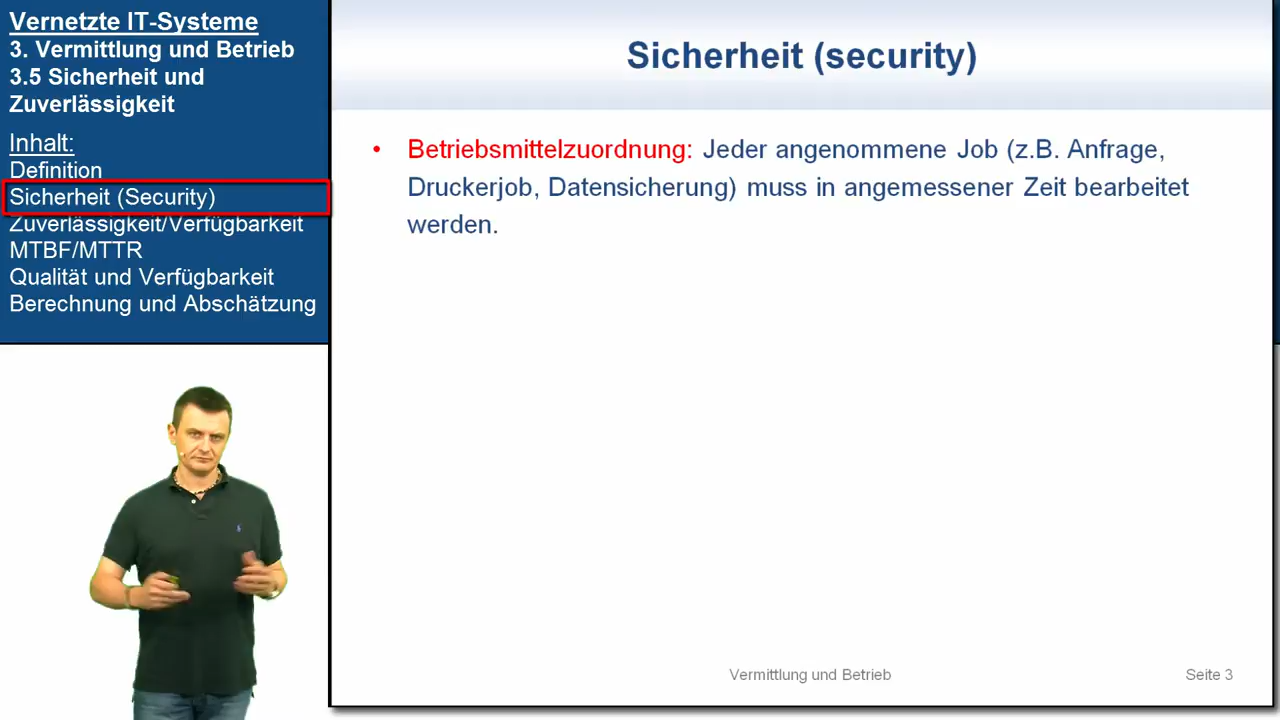 Vernetzte IT-Systeme
3. Vermittlung und Betrieb
3.5 Sicherheit und
Zuverlässigkeit
Inhalt:
Definition
Sicherheit (Security)
Zuverlässigkeit/Verfügbarkeit
MTBF/MTTR
Qualität und Verfügbarkeit
Berechnung und Abschätzung
Sicherheit (security)
• Betriebsmittelzuordnung: Jeder angenommene Job (z.B. Anfrage,
Druckerjob, Datensicherung) muss in angemessener Zeit bearbeitet
werden.
Vermittlung und Betrieb
Seite 3